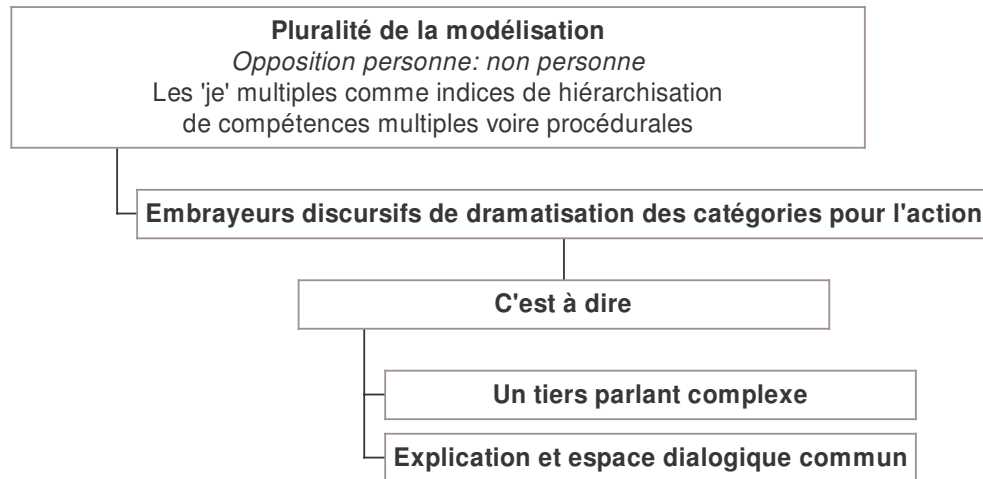 Pluralité de la modélisation
Opposition personne: non personne
Les 'je' multiples comme indices de hiérarchisation
de compétences multiples voire procédurales
Embrayeurs discursifs de dramatisation des catégories pour l'action
C'est à dire
Un tiers parlant complexe
Explication et espace dialogique commun